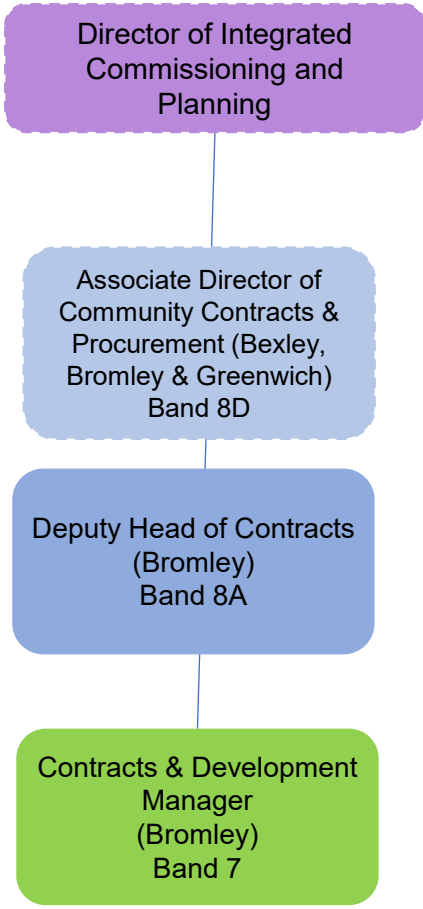 Director of Integrated
Commissioning and
Planning
Associate Director of
Community Contracts &
Procurement (Bexley,
Bromley & Greenwich)
Band 8D
Deputy Head of Contracts
(Bromley)
Band 8A
Contracts & Development
Manager
(Bromley)
Band 7